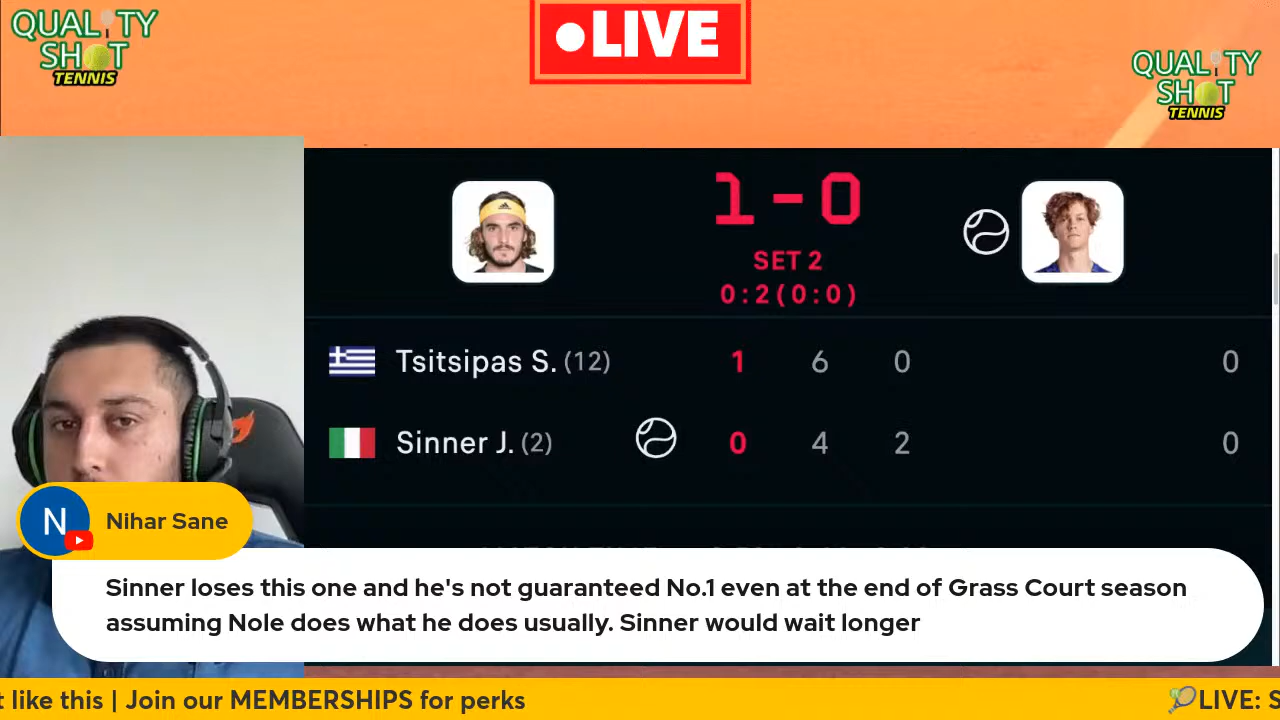 QUALITY
SHOT
TENNIS
LIVE
QUALITY
SHOT
TENNIS
1-0
SET 2
0:2(0:0)
Tsitsipas S. (12) 1 6 0 0
Sinner J. (2) 0 4 2 0
N Nihar Sane
Sinner loses this one and he's not guaranteed No.1 even at the end of Grass Court season
assuming Nole does what he does usually. Sinner would wait longer
t like this | Join our MEMBERSHIPS for perks
LIVE: S